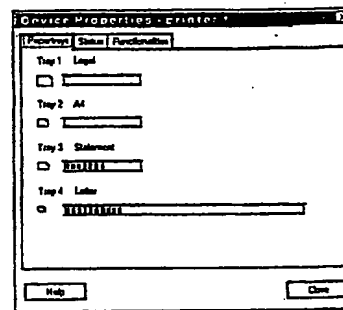 Device Properties - Printer 1
Papertrays Status Functionalities
Tray 1 Legal
Tray 2 A4
Tray 3 Statement
Tray 4 Letter
Help Close